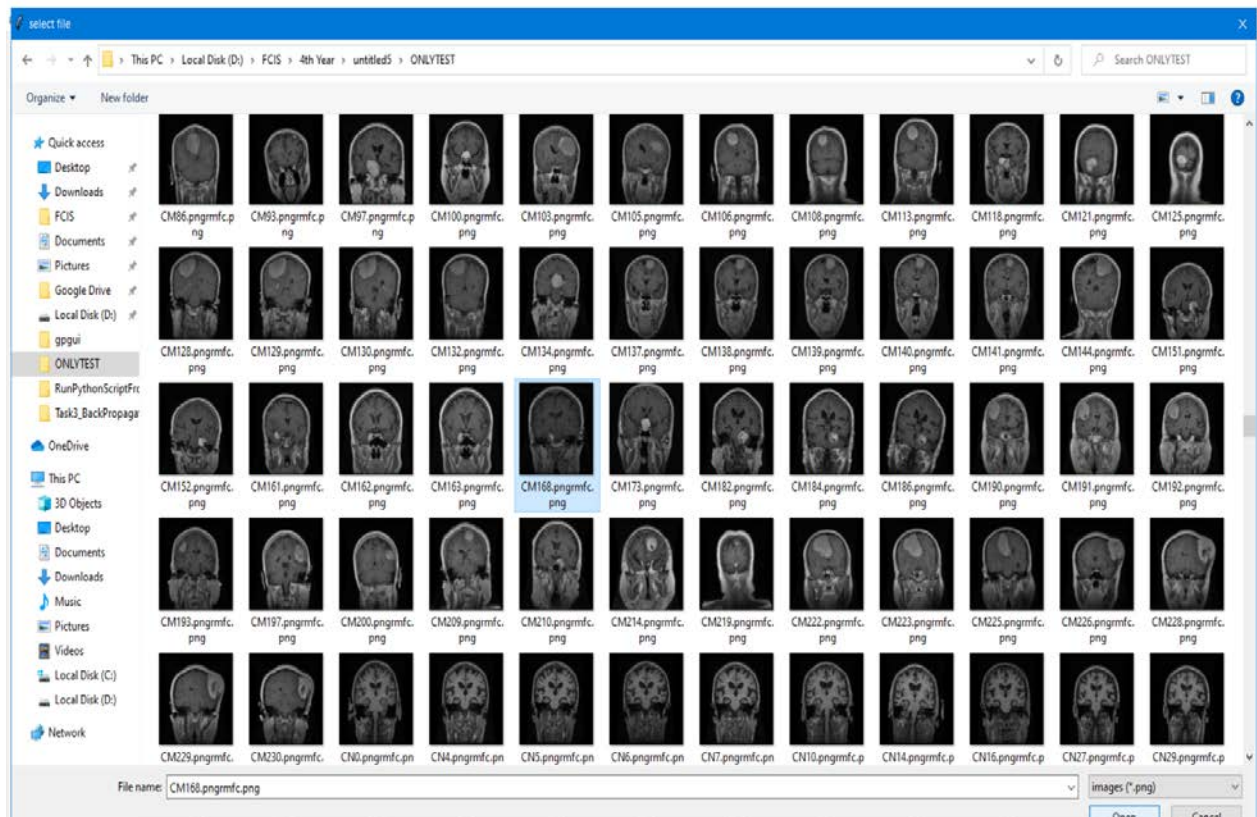 select file
This PC > Local Disk (D:) > FCIS > 4th Year > untitled5 > ONLYTEST
Search ONLYTEST
Organize
New folder
Quick access
Desktop
Downloads
FCIS
Documents
Pictures
Google Drive
Local Disk (D:)
gpgui
ONLYTEST
RunPythonScriptFrc
Task3_BackPropagat
OneDrive
This PC
3D Objects
Desktop
Documents
Downloads
Music
Pictures
Videos
Local Disk (C:)
Local Disk (D:)
Network
CM86.pngrmfc.p CM93.pngrmfc.p CM97.pngrmfc.p CM100.pngrmfc. CM103.pngrmfc. CM105.pngrmfc. CM106.pngrmfc. CM108.pngrmfc. CM113.pngrmfc. CM118.pngrmfc. CM121.pngrmfc. CM125.pngrmfc.
ng ng ng png png png png png png png png png
CM128.pngrmfc. CM129.pngrmfc. CM130.pngrmfc. CM132.pngrmfc. CM134.pngrmfc. CM137.pngrmfc. CM138.pngrmfc. CM139.pngrmfc. CM140.pngrmfc. CM141.pngrmfc. CM144.pngrmfc. CM151.pngrmfc.
png png png png png png png png png png png png
CM152.pngrmfc. CM161.pngrmfc. CM162.pngrmfc. CM163.pngrmfc. CM168.pngrmfc. CM173.pngrmfc. CM182.pngrmfc. CM184.pngrmfc. CM186.pngrmfc. CM190.pngrmfc. CM191.pngrmfc. CM192.pngrmfc.
png png png png png png png png png png png png
CM193.pngrmfc. CM197.pngrmfc. CM200.pngrmfc. CM209.pngrmfc. CM210.pngrmfc. CM214.pngrmfc. CM219.pngrmfc. CM222.pngrmfc. CM223.pngrmfc. CM225.pngrmfc. CM226.pngrmfc. CM228.pngrmfc.
png png png png png png png png png png png png
CM229.pngrmfc. CM230.pngrmfc. CN0.pngrmfc.pn CN4.pngrmfc.pn CN5.pngrmfc.pn CN6.pngrmfc.pn CN7.pngrmfc.pn CN10.pngrmfc.p CN14.pngrmfc.p CN16.pngrmfc.p CN27.pngrmfc.p CN29.pngrmfc.p
File name: CM168.pngrmfc.png
images (*.png)
Open Cancel